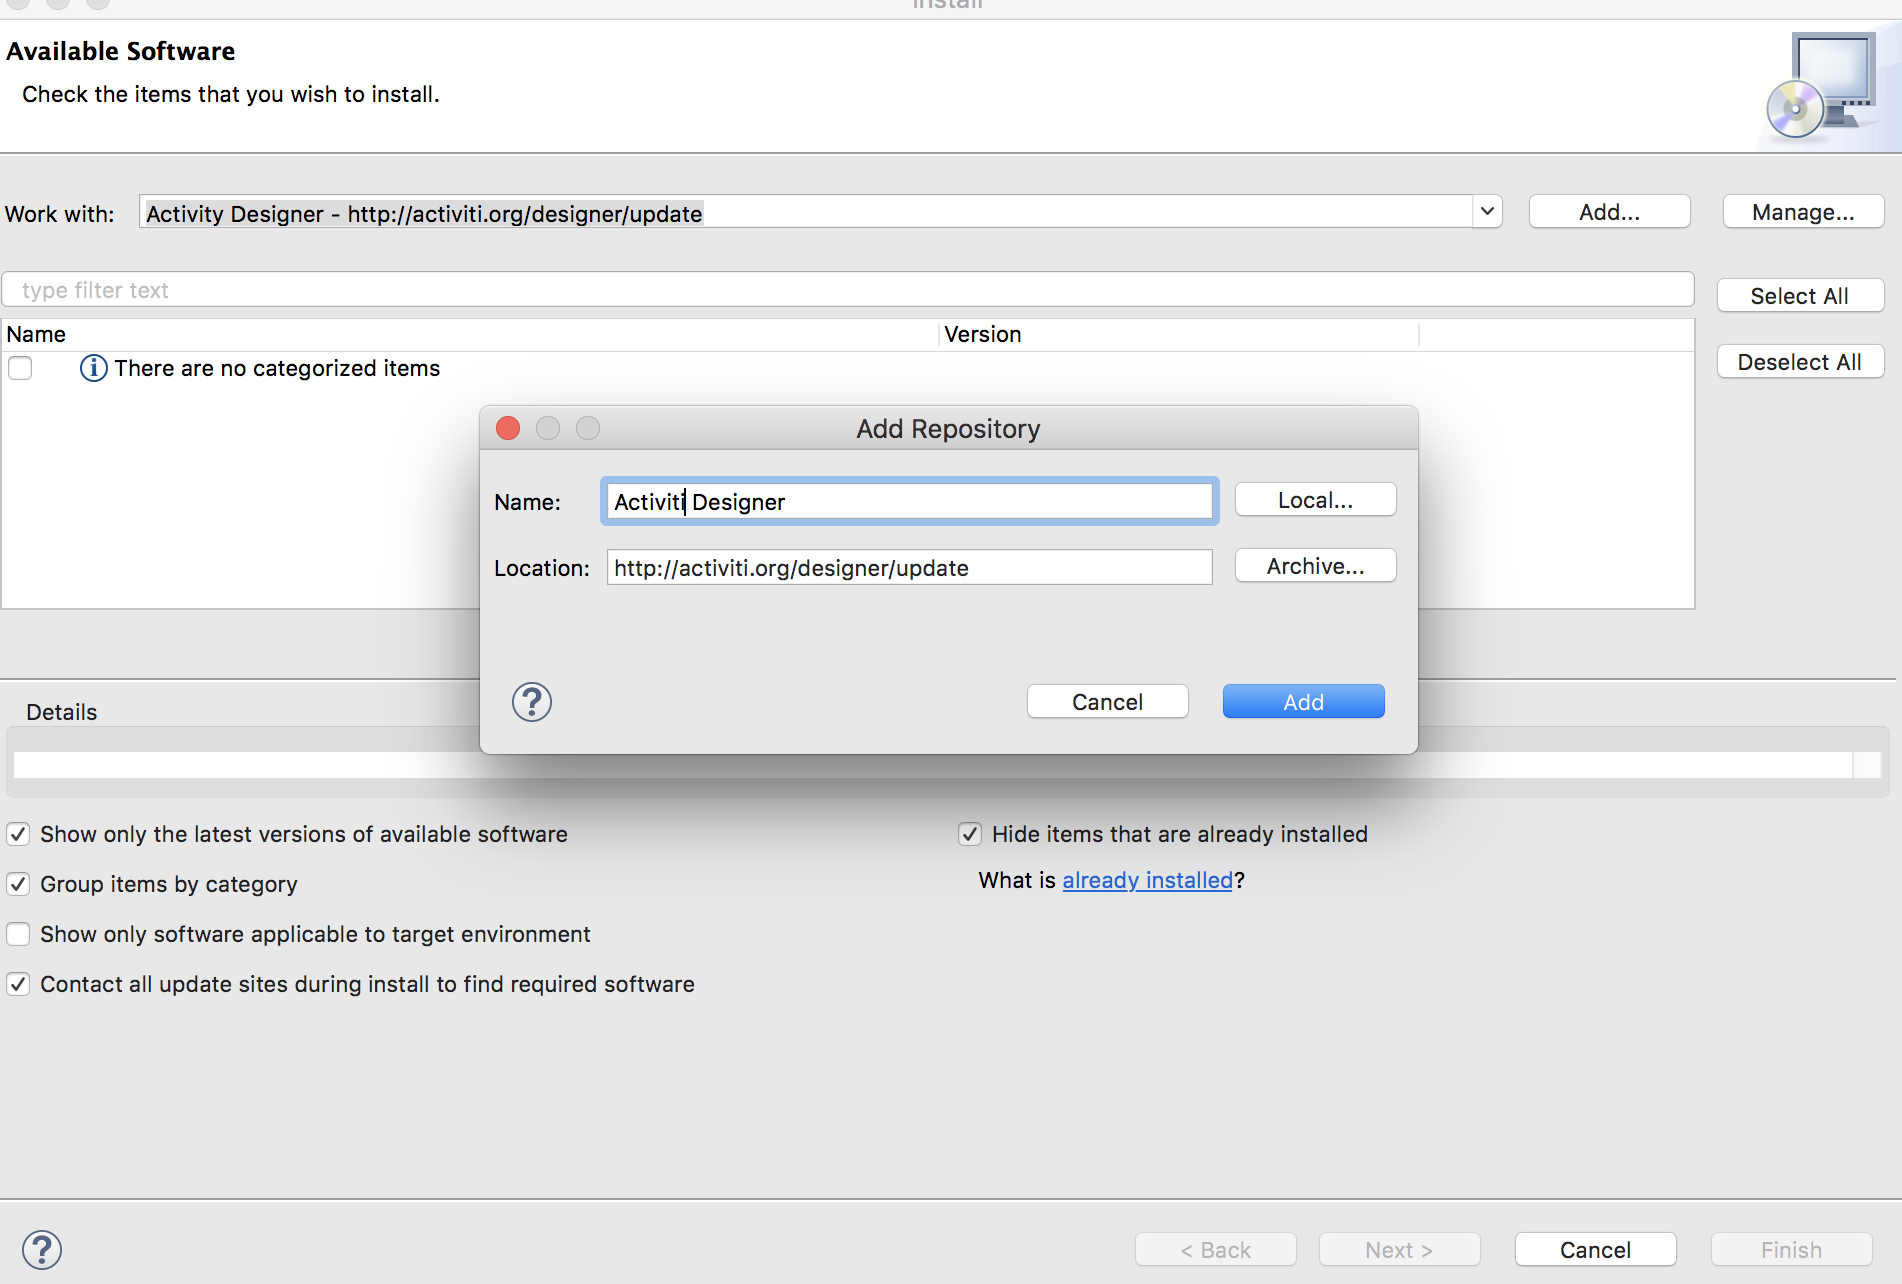 Install
Available Software
Check the items that you wish to install.
Work with: Activity Designer - http://activiti.org/designer/update Add... Manage...
type filter text
Select All
Name Version
There are no categorized items
Deselect All
Add Repository
Name: Activiti Designer Local...
Location: http://activiti.org/designer/update Archive...
? Cancel Add
Details
Show only the latest versions of available software
Hide items that are already installed
Group items by category
What is already installed?
Show only software applicable to target environment
Contact all update sites during install to find required software
? < Back Next > Cancel Finish